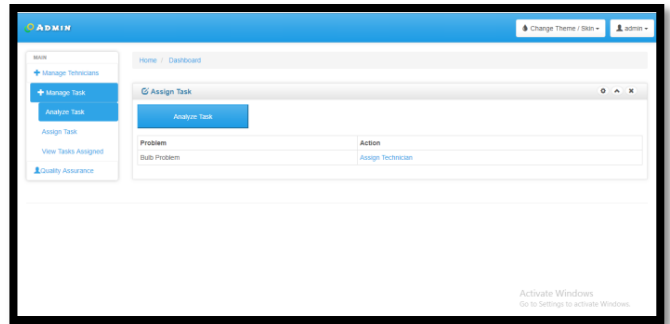 ADMIN
Change Theme / Skin
admin
MAIN
Manage Tehnicians
Manage Task
Analyze Task
Assign Task
View Tasks Assigned
Quality Assurance
Home / Dashboard
Assign Task
Analyze Task
Problem Action
Bulb Problem Assign Technician
Activate Windows
Go to Settings to activate Windows.